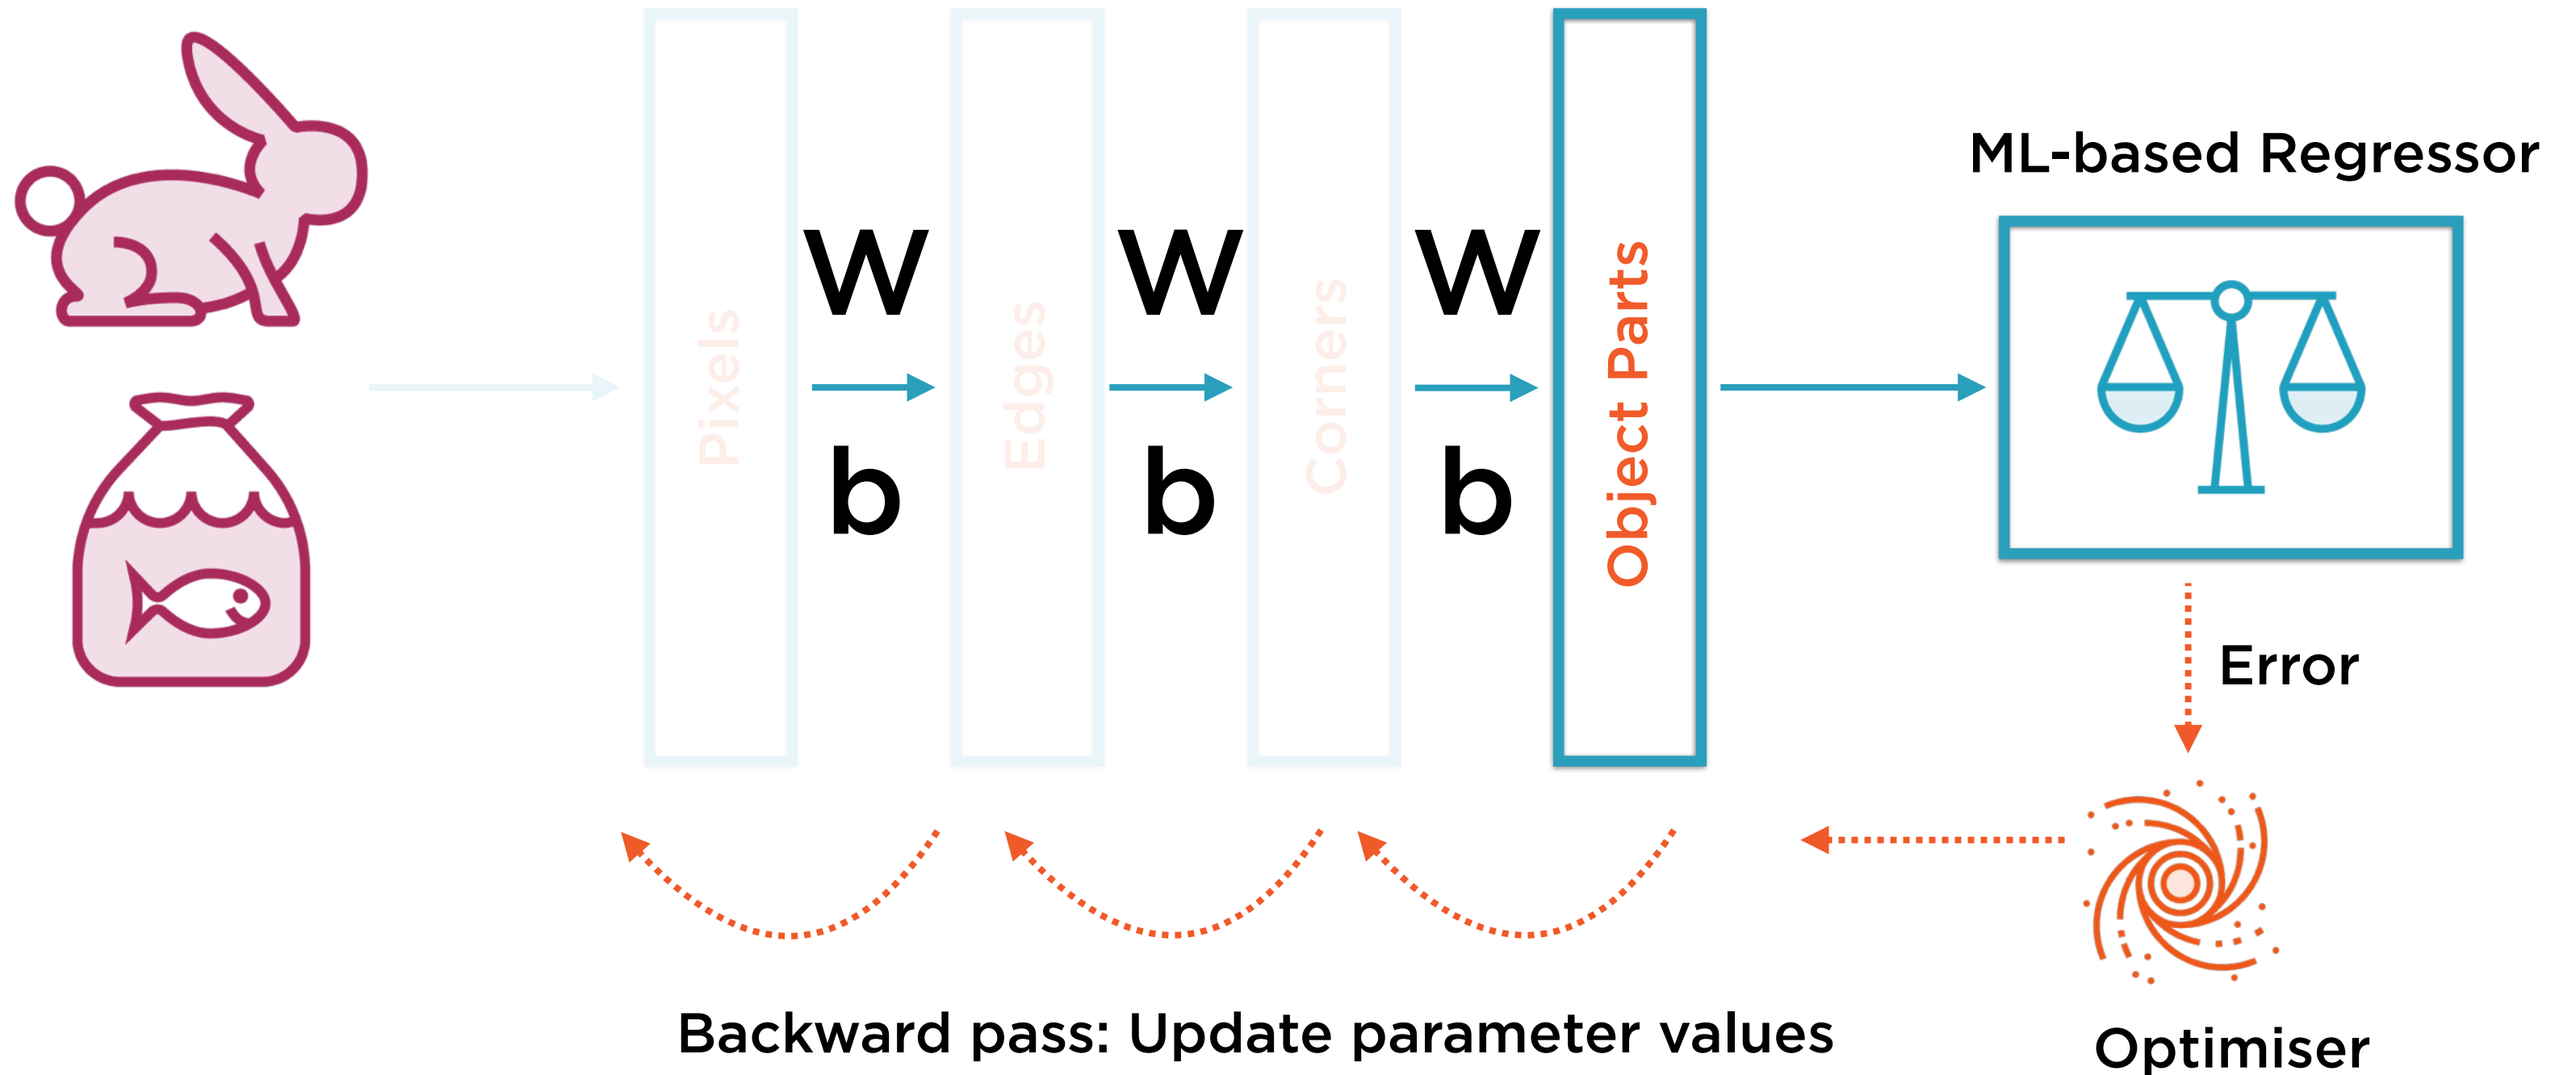 Pixels
W
b
Edges
W
b
Corners
W
b
Object Parts
ML-based Regressor
Error
Optimiser
Backward pass: Update parameter values